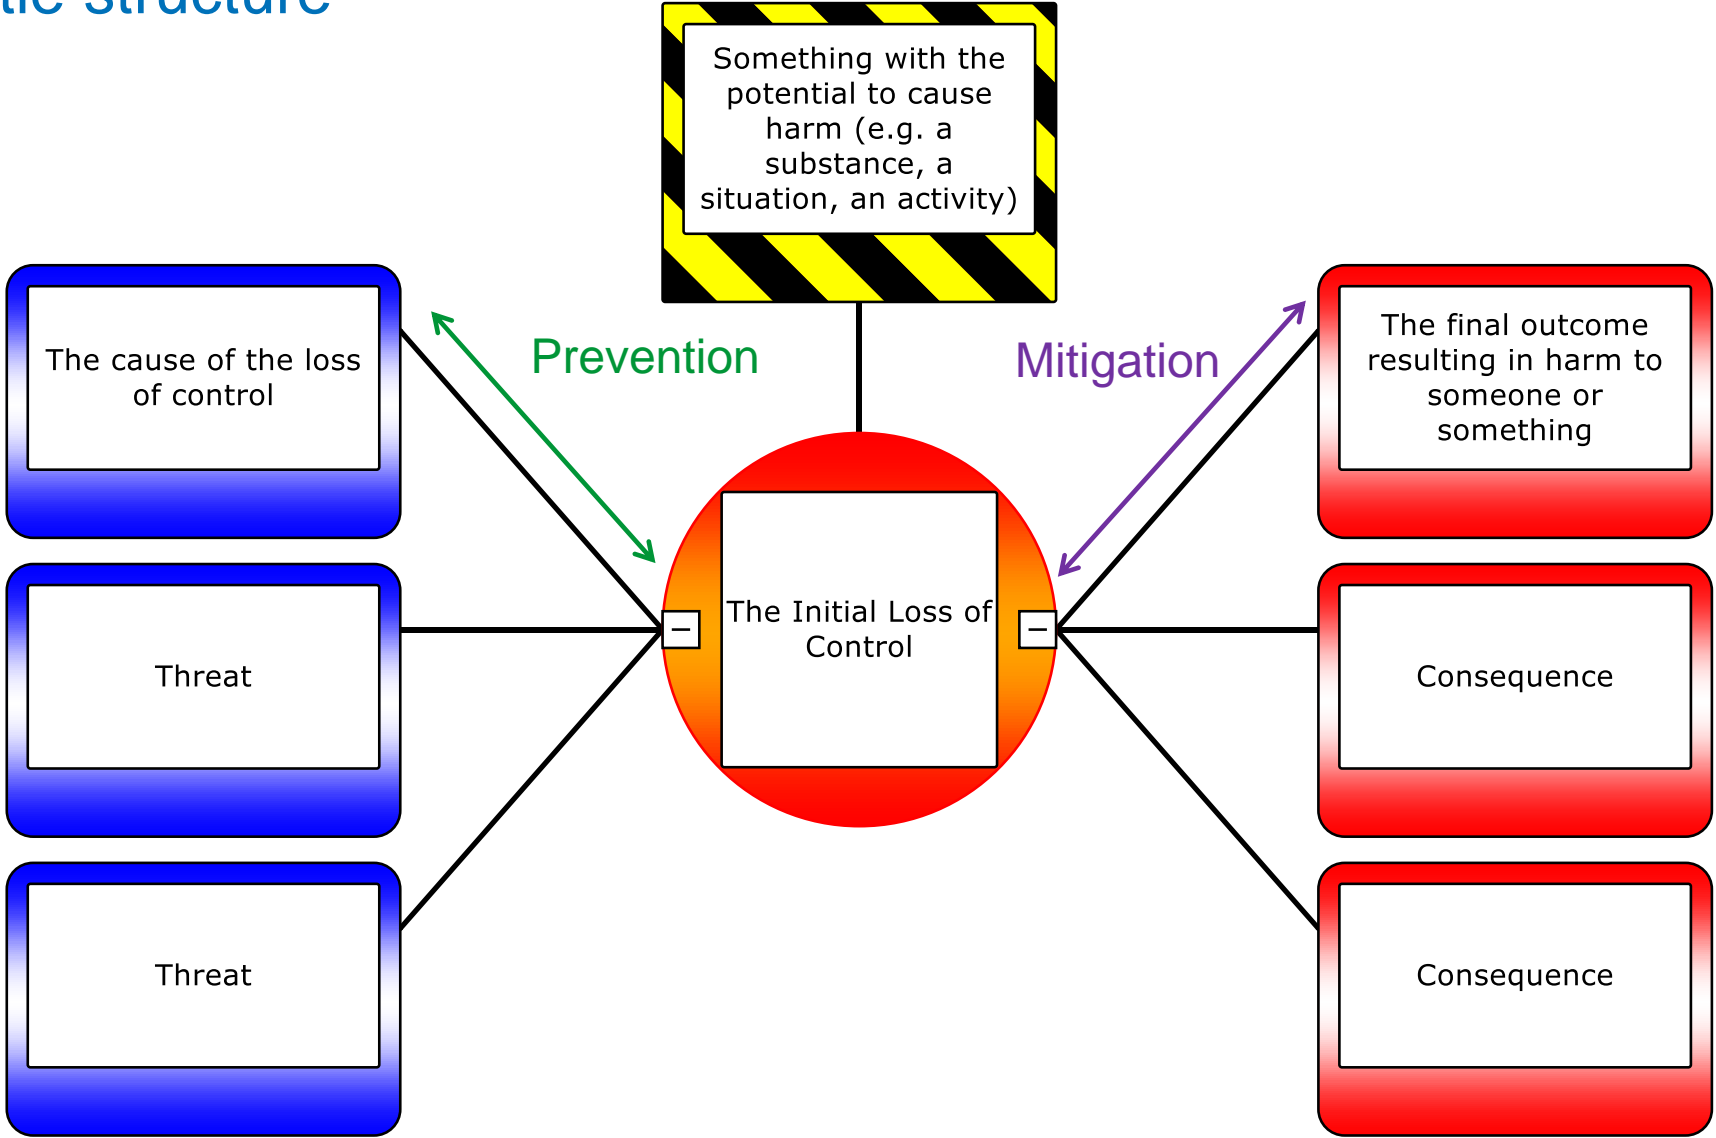 structure
Something with the
potential to cause
harm (e.g. a
substance, a
situation, an activity)
The cause of the loss
of control
Prevention
Mitigation
The final outcome
resulting in harm to
someone or
something
The Initial Loss of
Control
Threat
Consequence
Threat
Consequence